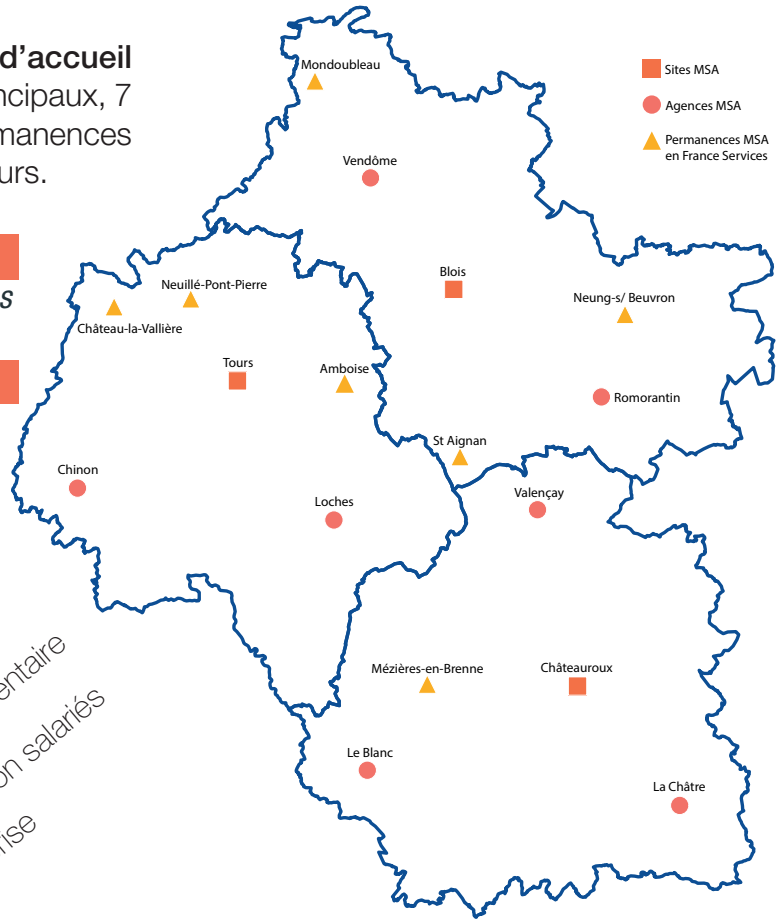 d'accueil
ncipaux, 7
manences
urs.
s
entaire
on salariés
rise
Sites MSA
Agences MSA
Permanences MSA
en France Services
Mondoubleau
Vendôme
Blois
Neung-s/ Beuvron
Neuillé-Pont-Pierre
Château-la-Vallière
Tours
Amboise
Romorantin
St Aignan
Chinon
Loches
Valençay
Mézières-en-Brenne
Châteauroux
Le Blanc
La Châtre